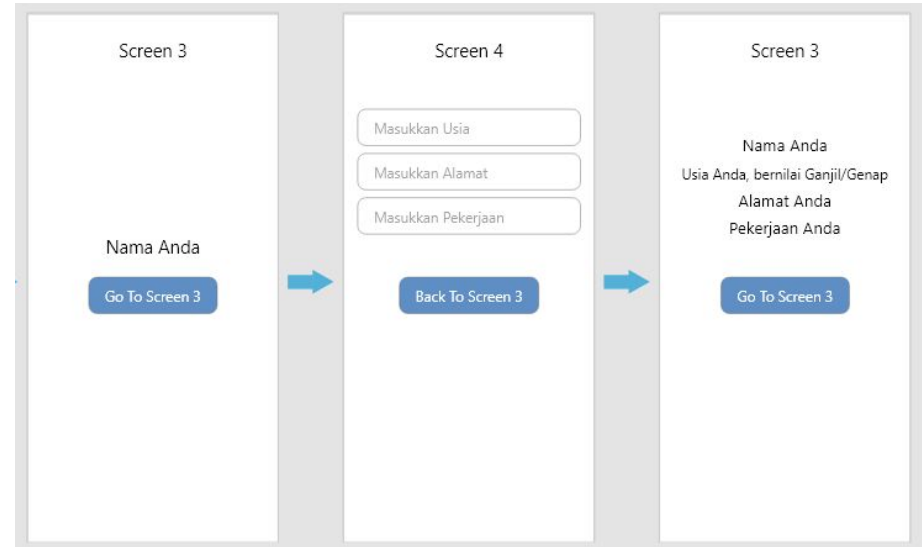 Screen 3
Nama Anda
Go To Screen 3
Screen 4
Masukkan Usia
Masukkan Alamat
Masukkan Pekerjaan
Back To Screen 3
Screen 3
Nama Anda
Usia Anda, bernilai Ganjil/Genap
Alamat Anda
Pekerjaan Anda
Go To Screen 3